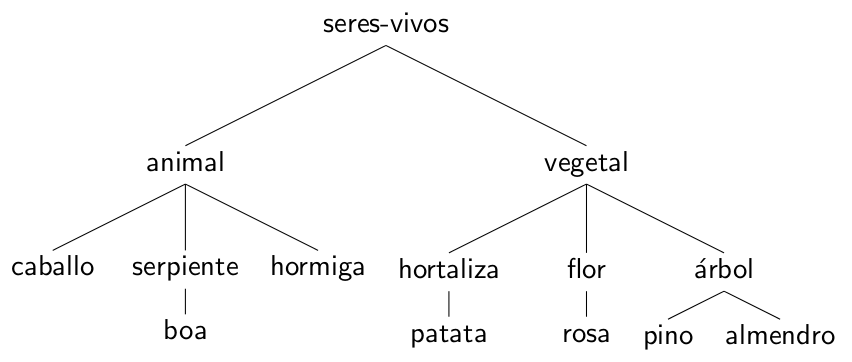 seres-vivos
animal vegetal
caballo serpiente hormiga hortaliza flor árbol
boa patata rosa pino almendro